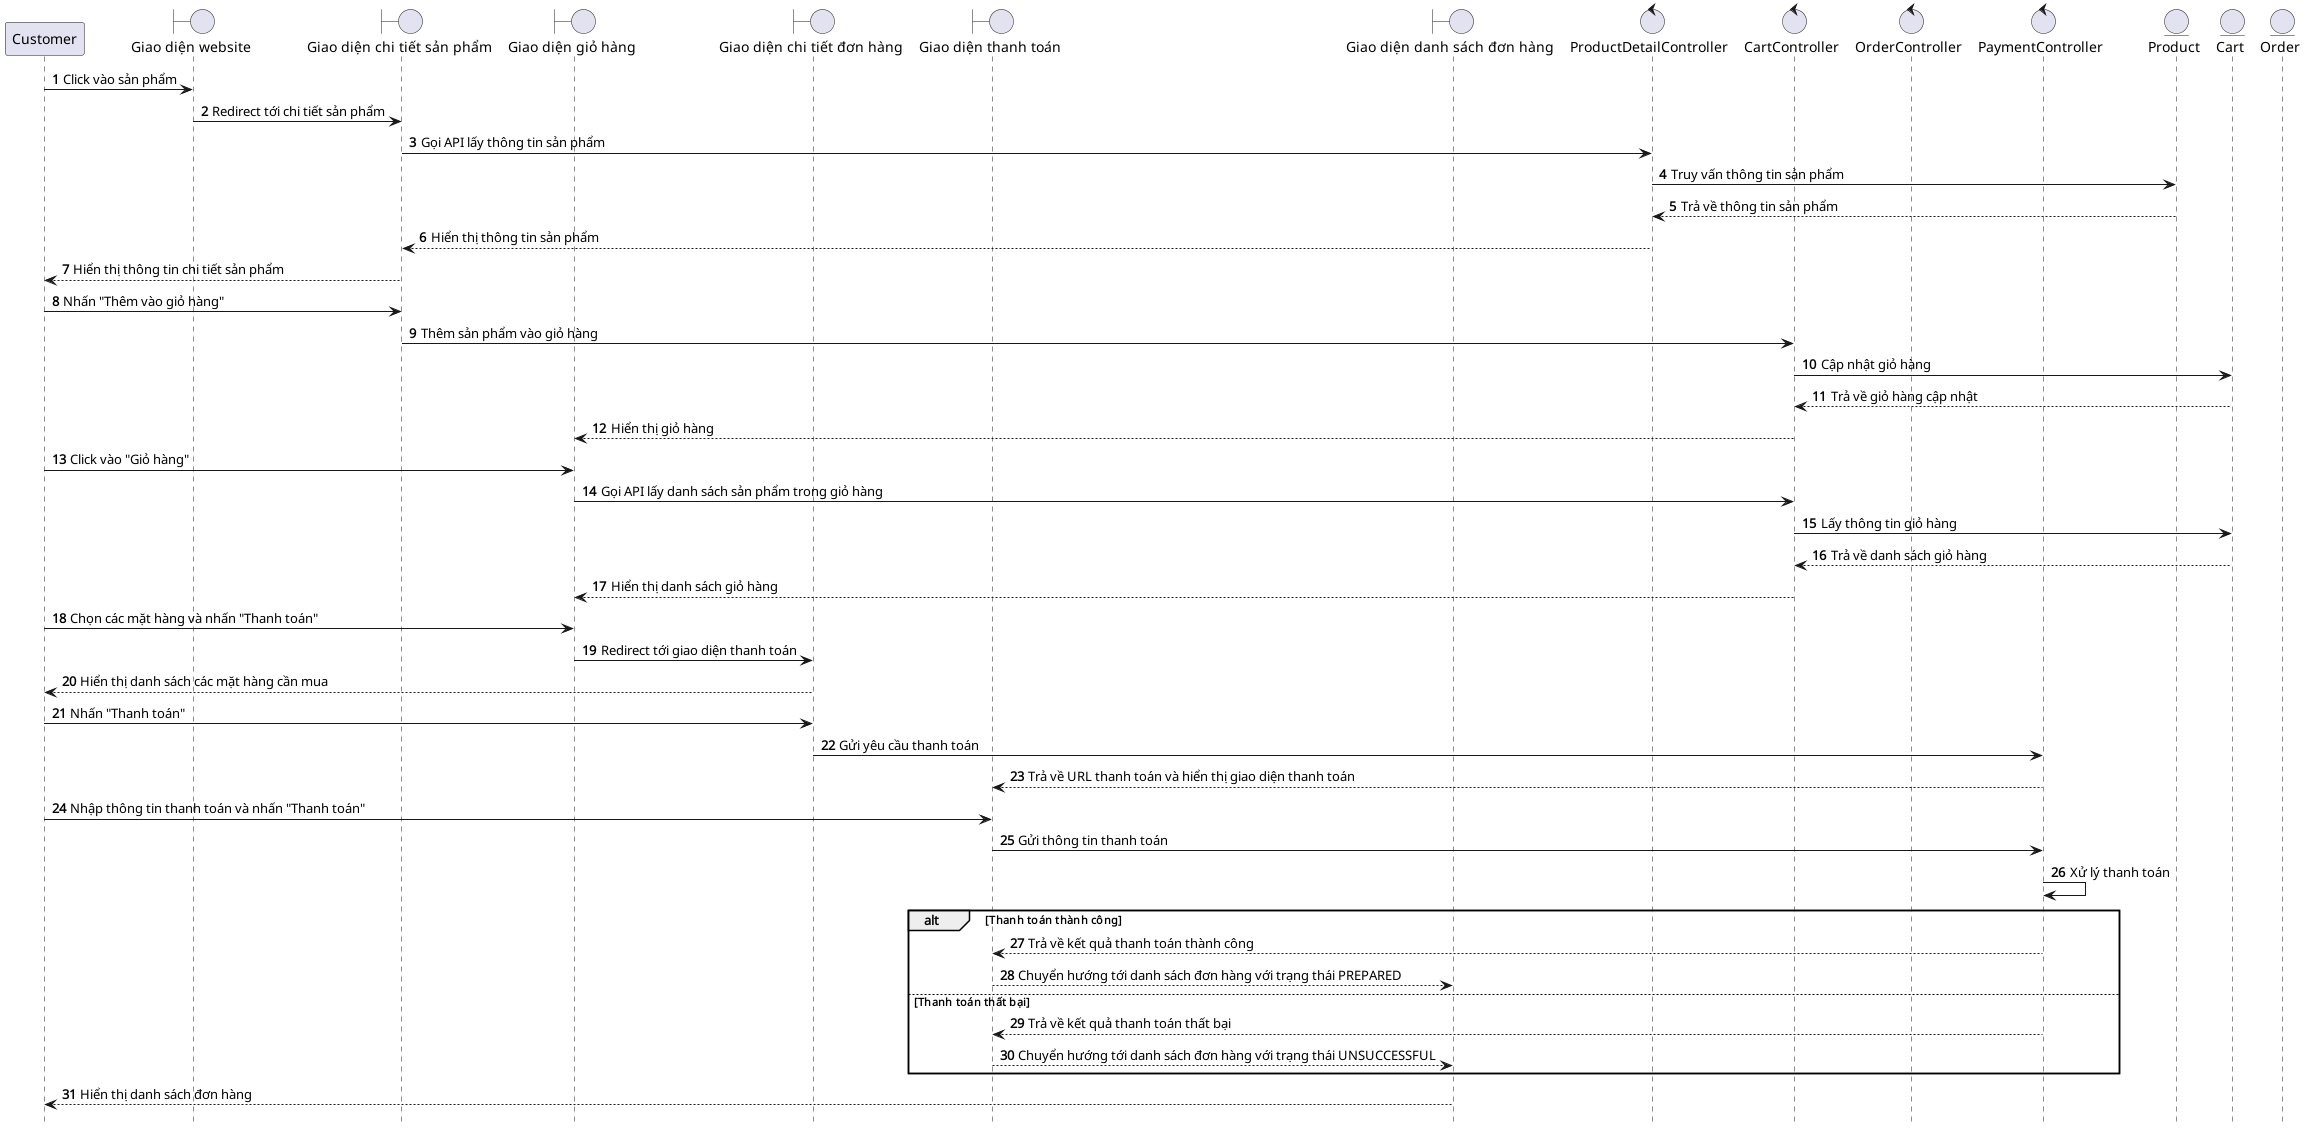 Customer
Giao diện website
Giao diện chi tiết sản phẩm
Giao diện giỏ hàng
Giao diện chi tiết đơn hàng
Giao diện thanh toán
Giao diện danh sách đơn hàng
ProductDetailController
CartController
OrderController
PaymentController
Product
Cart
Order
1 Click vào sản phẩm
2 Redirect tới chi tiết sản phẩm
3 Gọi API lấy thông tin sản phẩm
4 Truy vấn thông tin sản phẩm
5 Trả về thông tin sản phẩm
6 Hiển thị thông tin sản phẩm
7 Hiển thị thông tin chi tiết sản phẩm
8 Nhấn "Thêm vào giỏ hàng"
9 Thêm sản phẩm vào giỏ hàng
10 Cập nhật giỏ hàng
11 Trả về giỏ hàng cập nhật
12 Hiển thị giỏ hàng
13 Click vào "Giỏ hàng"
14 Gọi API lấy danh sách sản phẩm trong giỏ hàng
15 Lấy thông tin giỏ hàng
16 Trả về danh sách giỏ hàng
17 Hiển thị danh sách giỏ hàng
18 Chọn các mặt hàng và nhấn "Thanh toán"
19 Redirect tới giao diện thanh toán
20 Hiển thị danh sách các mặt hàng cần mua
21 Nhấn "Thanh toán"
22 Gửi yêu cầu thanh toán
23 Trả về URL thanh toán và hiển thị giao diện thanh toán
24 Nhập thông tin thanh toán và nhấn "Thanh toán"
25 Gửi thông tin thanh toán
26 Xử lý thanh toán
alt [Thanh toán thành công]
27 Trả về kết quả thanh toán thành công
28 Chuyển hướng tới danh sách đơn hàng với trạng thái PREPARED
[Thanh toán thất bại]
29 Trả về kết quả thanh toán thất bại
30 Chuyển hướng tới danh sách đơn hàng với trạng thái UNSUCCESSFUL
31 Hiển thị danh sách đơn hàng